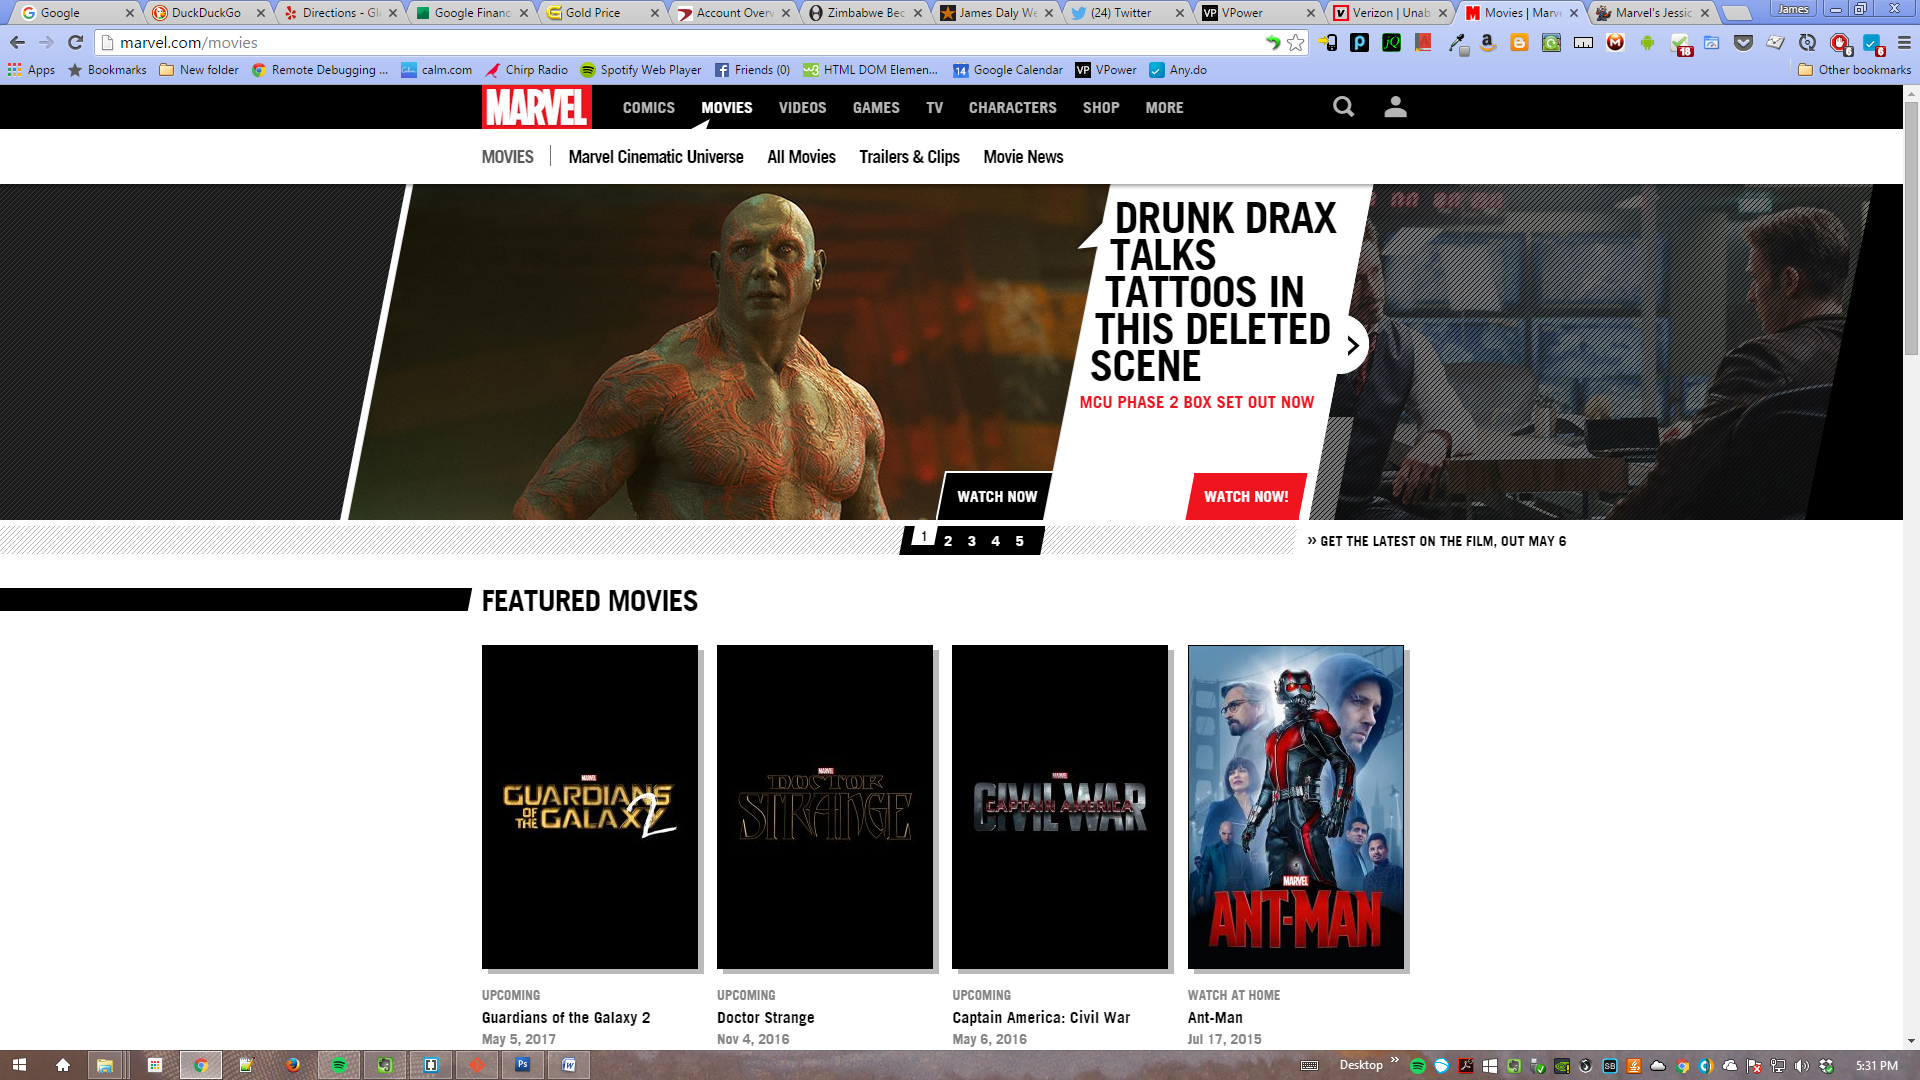 Google
DuckDuckGo
Directions - Gl
Google Financ
Gold Price
Account Over
Zimbabwe Bec
James Daly We
(24) Twitter
VPower
Verizon | Unab
Movies | Marv
Marvel's Jessic
James
marvel.com/movies
18
6
6
Apps
Bookmarks
New folder
Remote Debugging ...
calm.com
Chirp Radio
Spotify Web Player
Friends (0)
HTML DOM Elemen...
Google Calendar
VPower
Any.do
Other bookmarks
MARVEL
COMICS
MOVIES
VIDEOS
GAMES
TV
CHARACTERS
SHOP
MORE
MOVIES
Marvel Cinematic Universe
All Movies
Trailers & Clips
Movie News
DRUNK DRAX
TALKS
TATTOOS IN
THIS DELETED
SCENE
MCU PHASE 2 BOX SET OUT NOW
WATCH NOW
WATCH NOW!
1 2 3 4 5
» GET THE LATEST ON THE FILM, OUT MAY 6
FEATURED MOVIES
MARVEL
GUARDIANS
OF THE GALAXY 2
MARVEL
DOCTOR
STRANGE
MARVEL
CIVIL WAR
CAPTAIN AMERICA
MARVEL
ANT-MAN
UPCOMING
Guardians of the Galaxy 2
May 5, 2017
UPCOMING
Doctor Strange
Nov 4, 2016
UPCOMING
Captain America: Civil War
May 6, 2016
WATCH AT HOME
Ant-Man
Jul 17, 2015
Desktop
5:31 PM